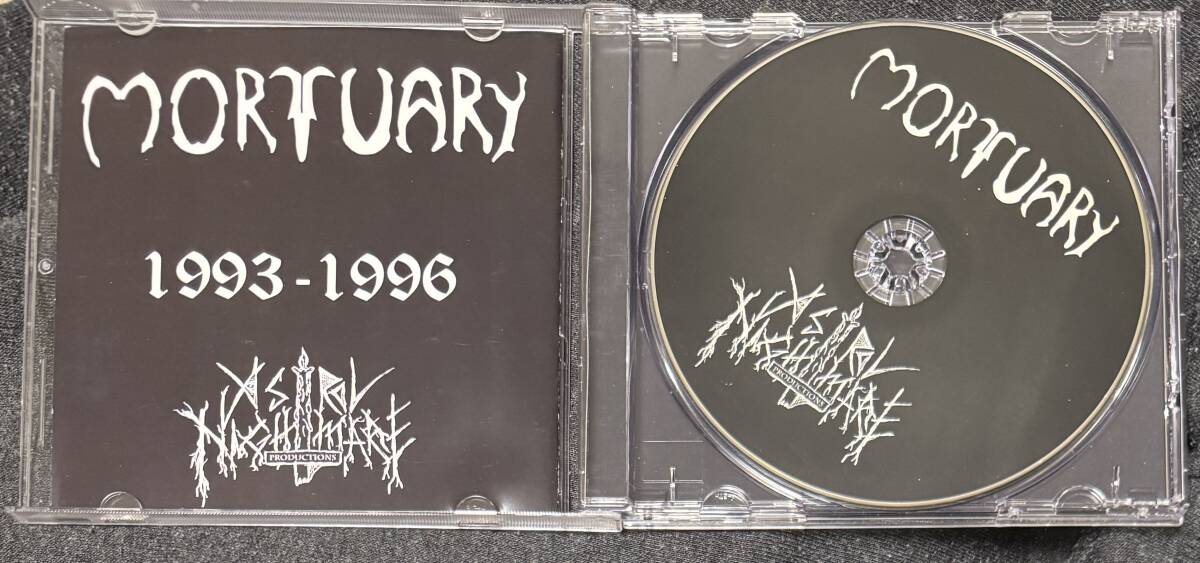 MORTUARY
1993-1996
ASTRAL
NIGHTMARE
PRODUCTIONS
MORTUARY
ASTRAL
NIGHTMARE
PRODUCTIONS